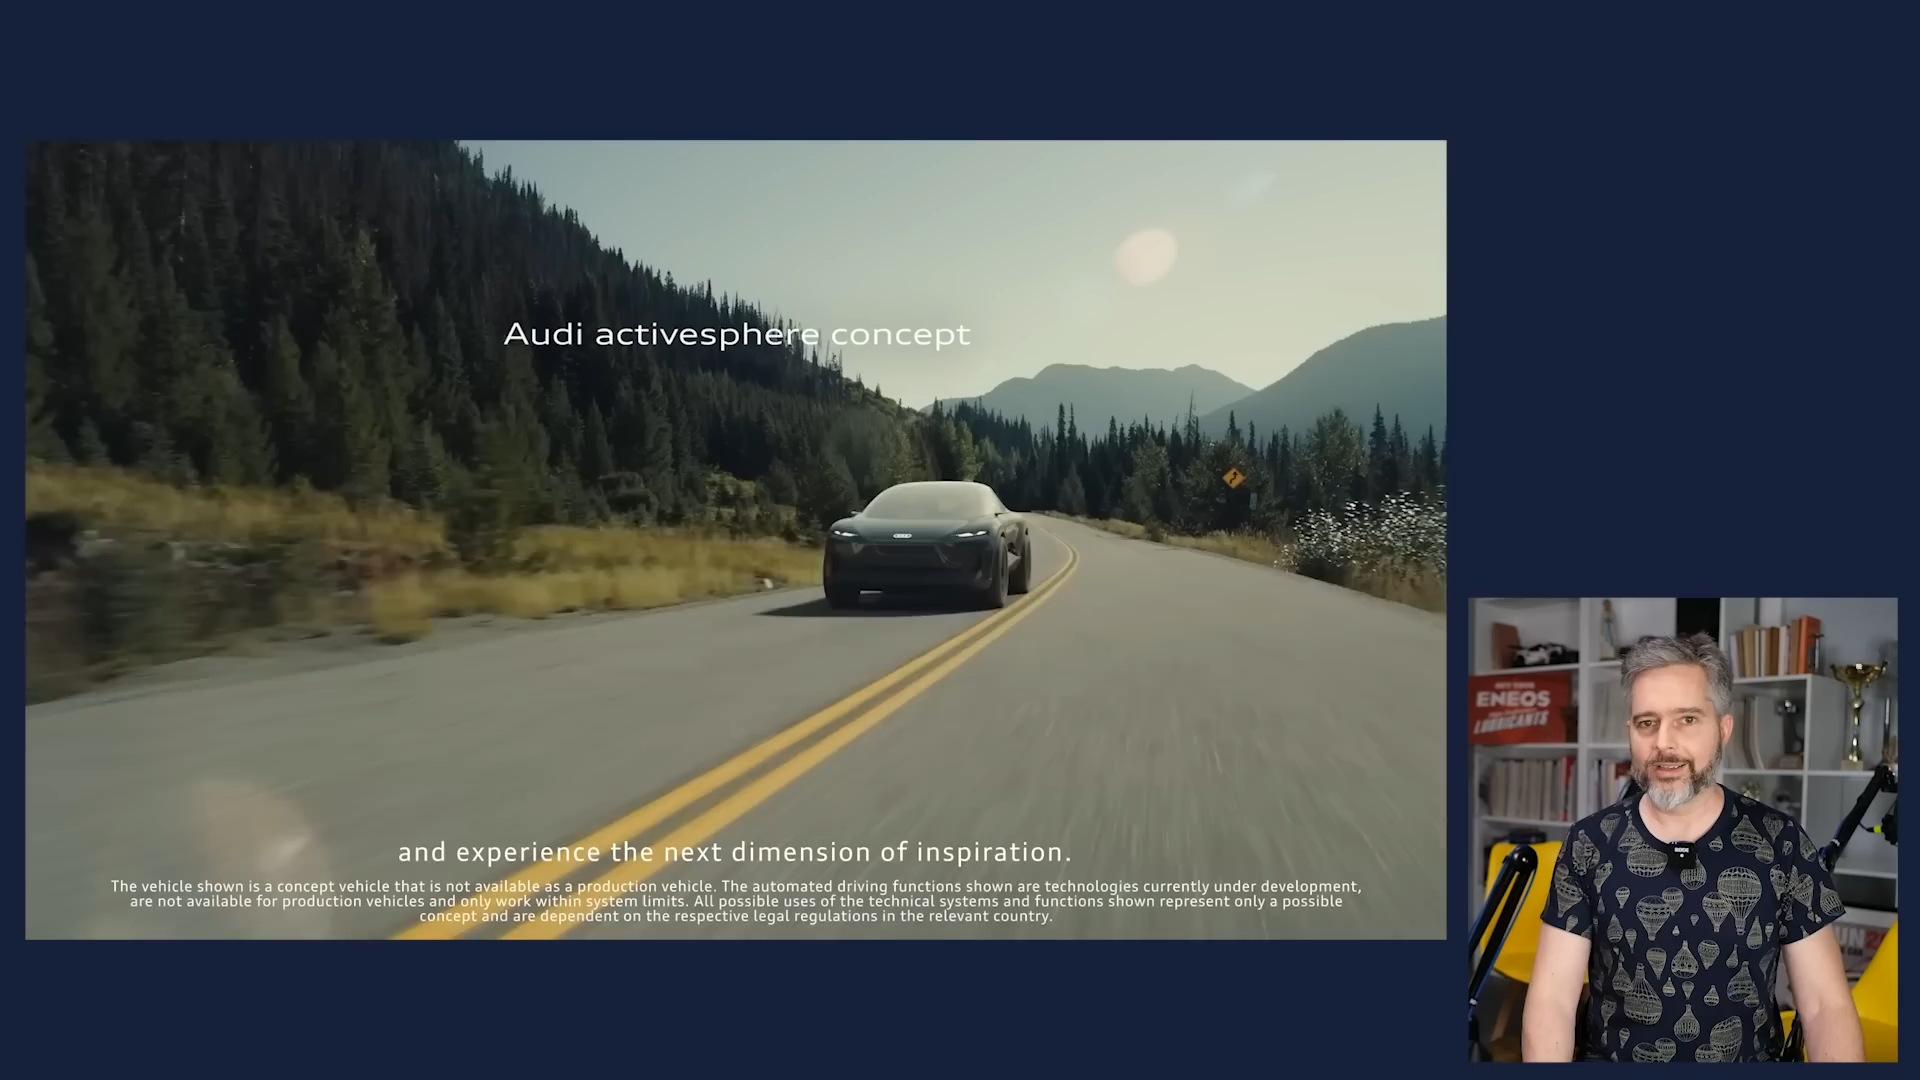 Audi activesphere concept
and experience the next dimension of inspiration.
The vehicle shown is a concept vehicle that is not available as a production vehicle. The automated driving functions shown are technologies currently under development,
are not available for production vehicles and only work within system limits. All possible uses of the technical systems and functions shown represent only a possible
concept and are dependent on the respective legal regulations in the relevant country.
ENEOS
LUBRICANTS
RODE